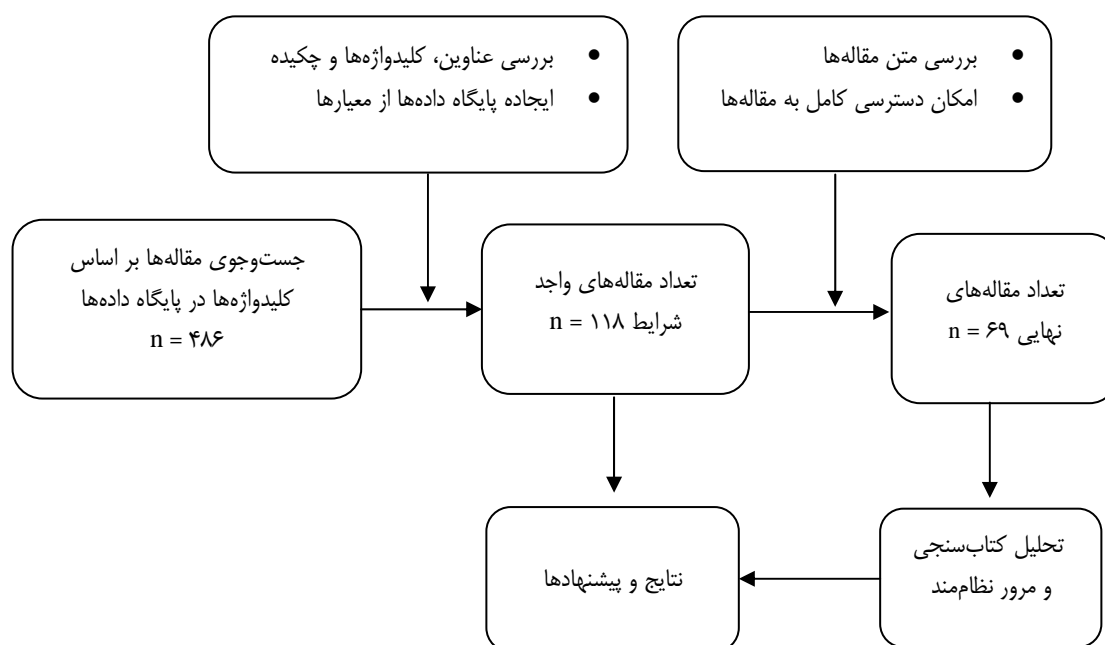 • بررسی عناوین، کلیدواژه‌ها و چکیده
• ایجاده پایگاه داده‌ها از معیارها
• بررسی متن مقاله‌ها
• امکان دسترسی کامل به مقاله‌ها
جست‌وجوی مقاله‌ها بر اساس
کلیدواژه‌ها در پایگاه داده‌ها
n = ۴۸۶
تعداد مقاله‌های واجد
شرایط n = ۱۱۸
تعداد مقاله‌های
نهایی n = ۶۹
تحلیل کتاب‌سنجی
و مرور نظام‌مند
نتایج و پیشنهادها